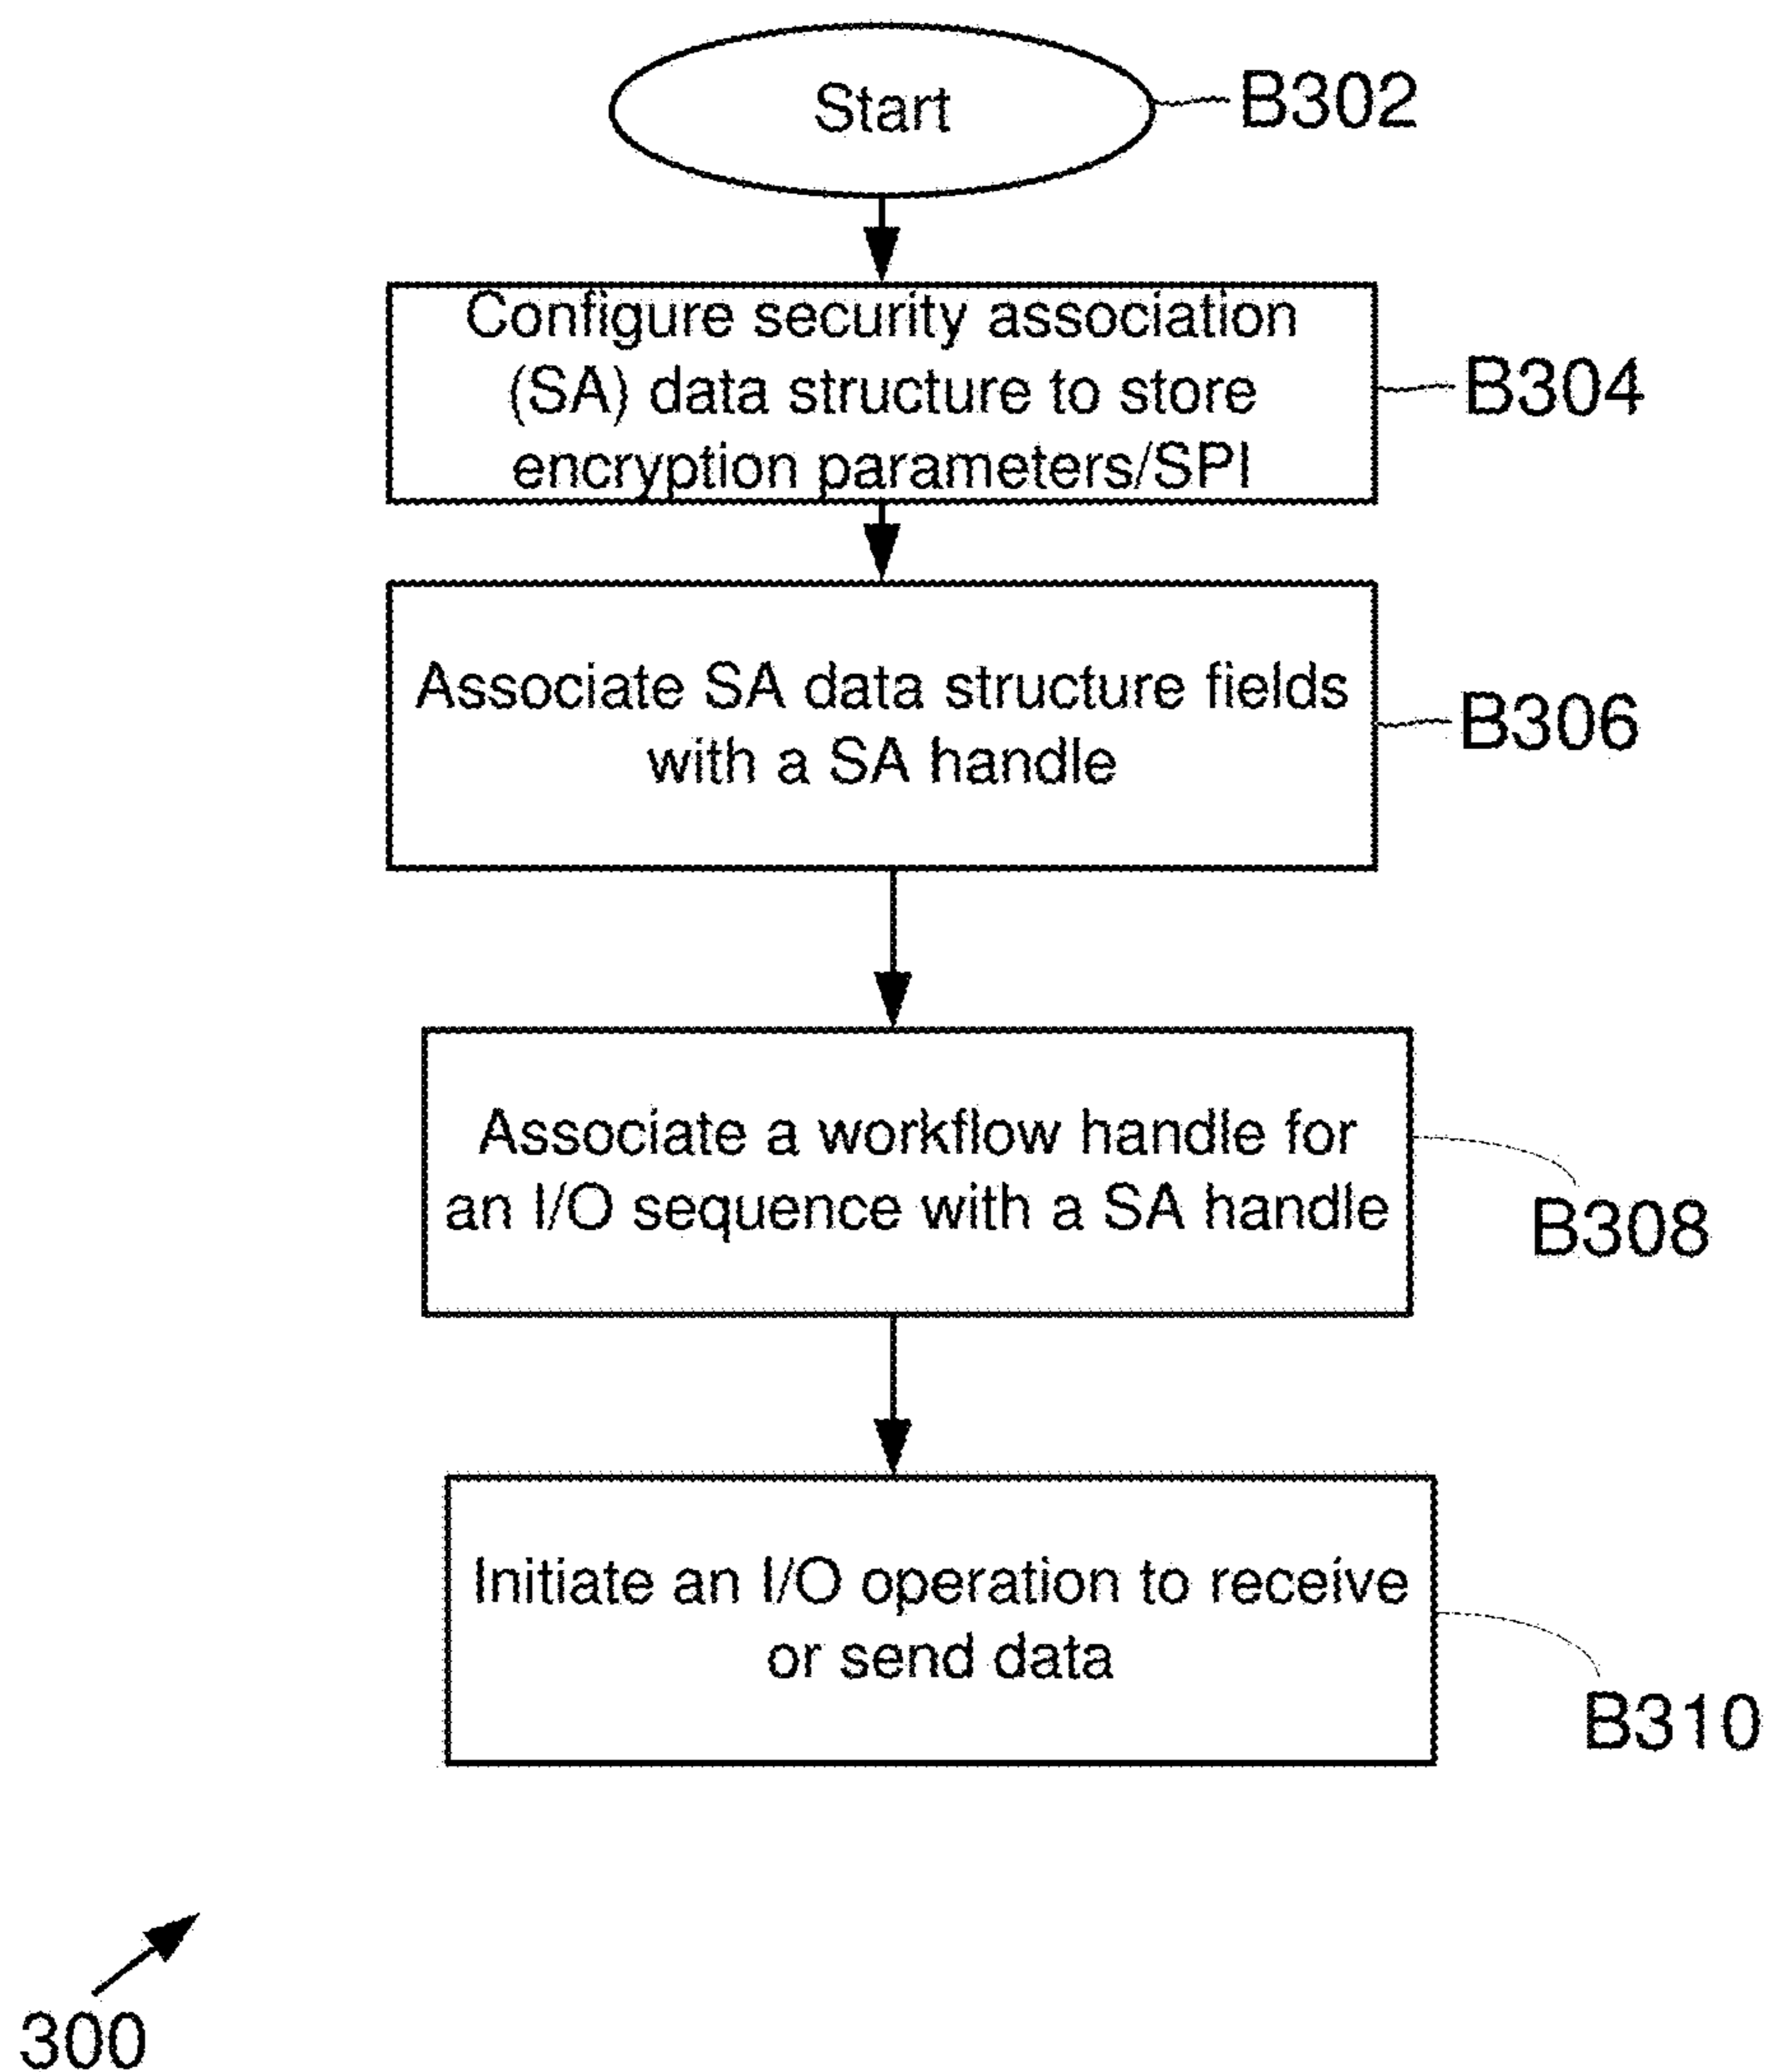 Start
B302
Configure security association
(SA) data structure to store
encryption parameters/SPI
B304
Associate SA data structure fields
with a SA handle
B306
Associate a workflow handle for
an I/O sequence with a SA handle
B308
Initiate an I/O operation to receive
or send data
B310
300